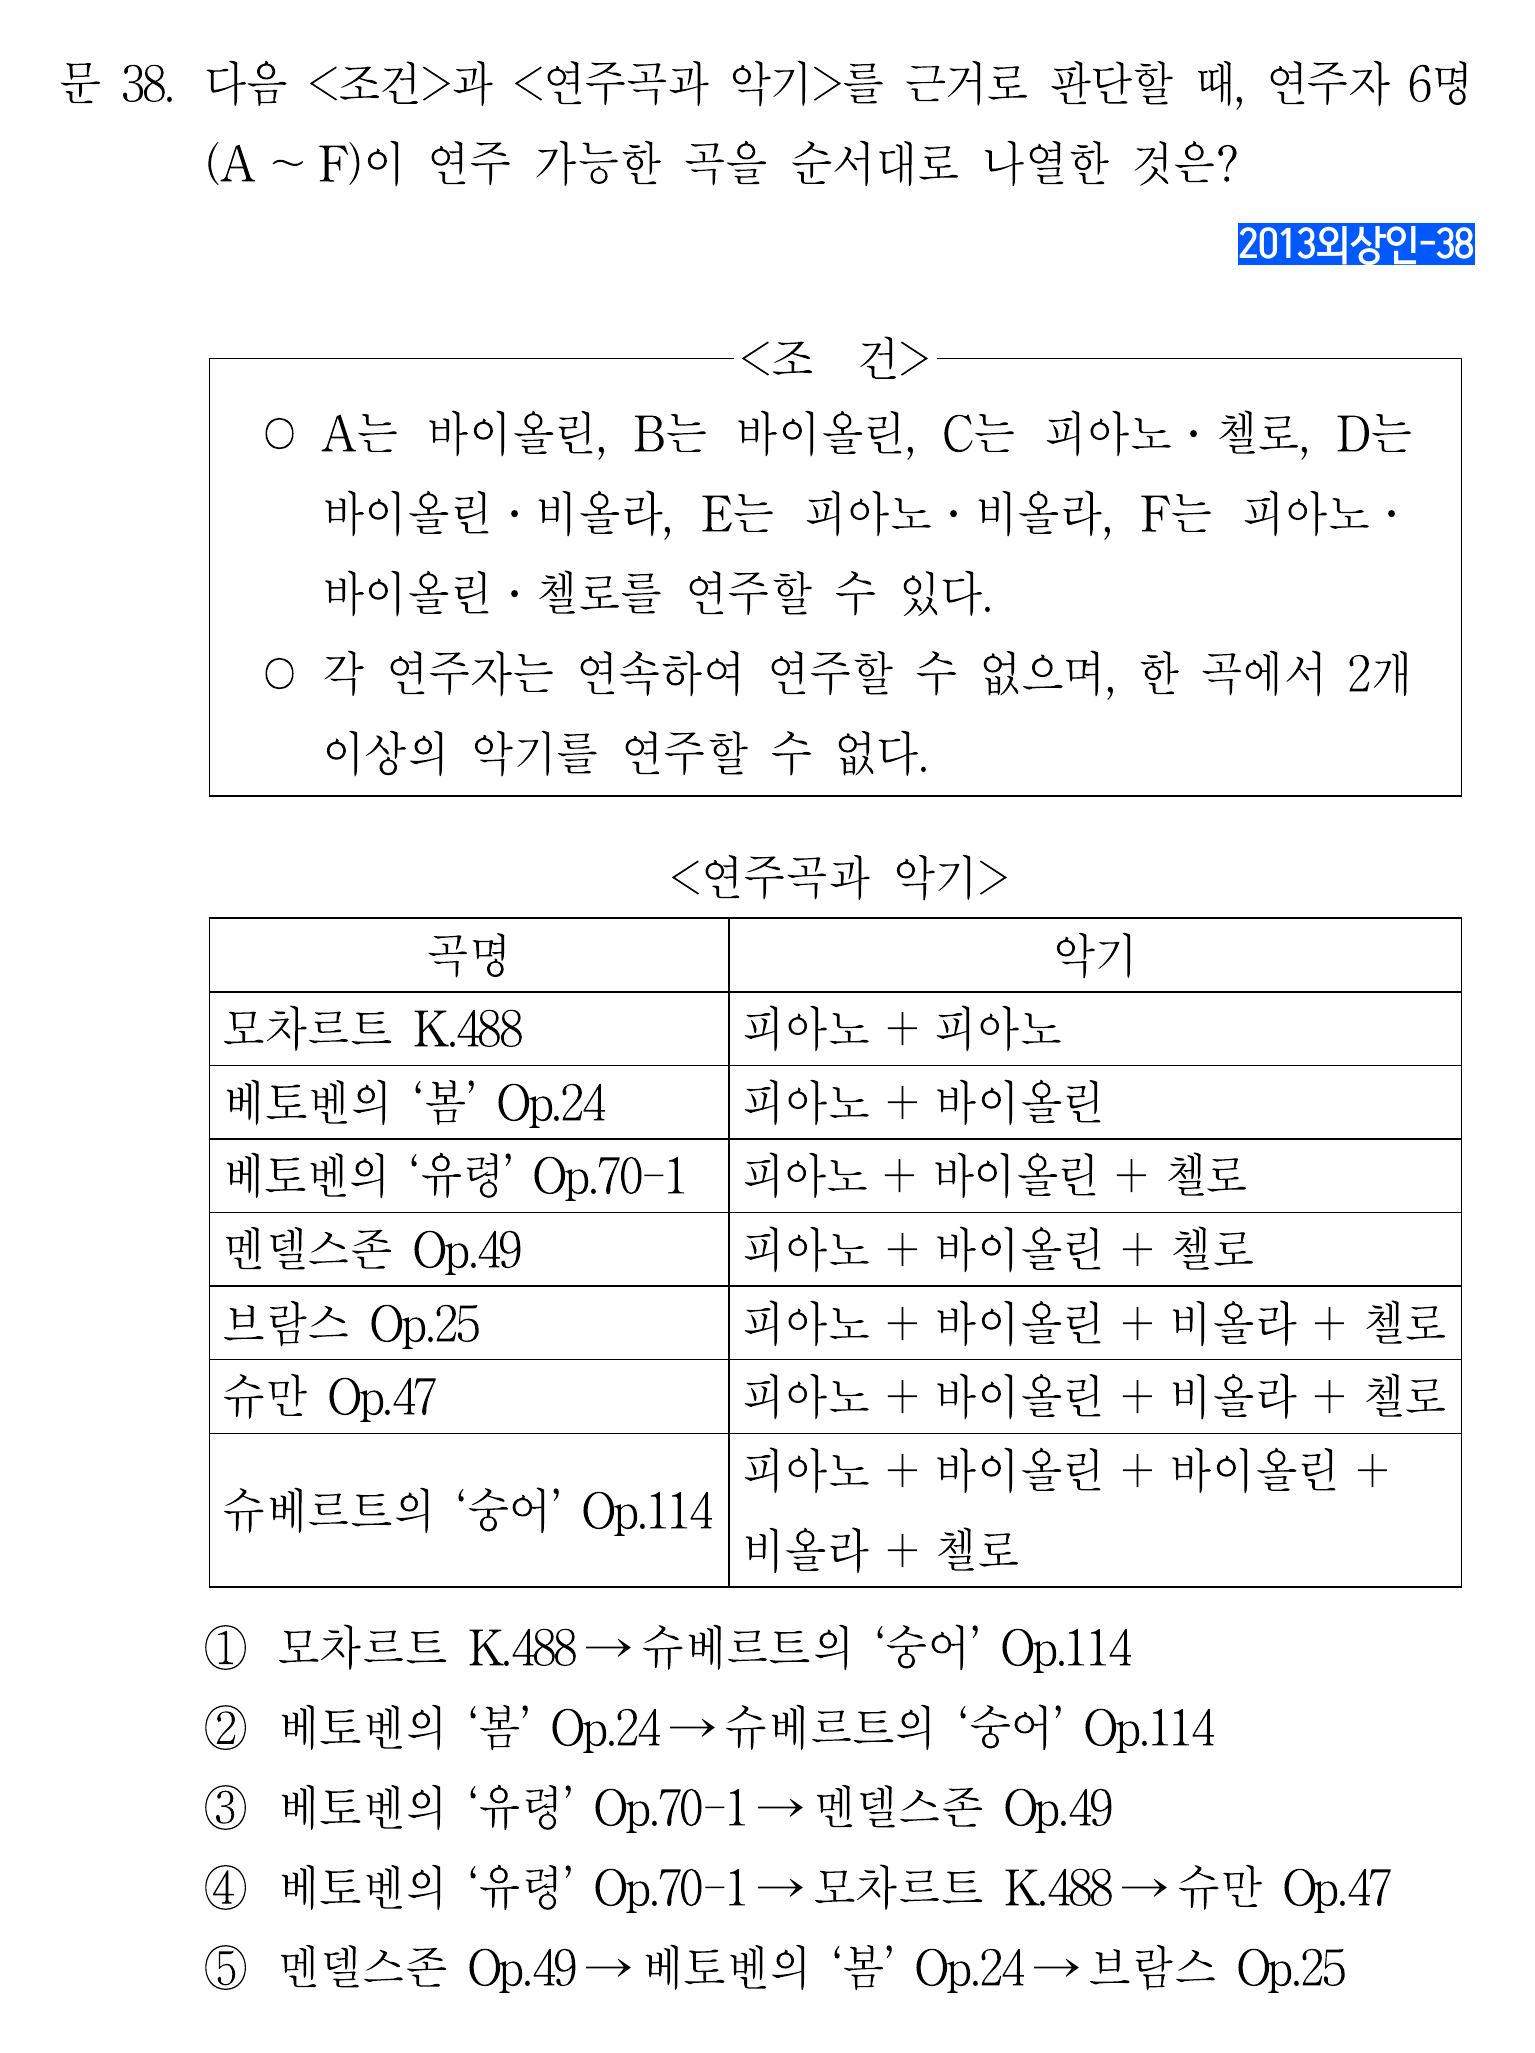 문 38. 다음 <조건>과 <연주곡과 악기>를 근거로 판단할 때, 연주자 6명
(A ~ F)이 연주 가능한 곡을 순서대로 나열한 것은?
2013외상인-38
<조 건>
○ A는 바이올린, B는 바이올린, C는 피아노·첼로, D는
바이올린·비올라, E는 피아노·비올라, F는 피아노·
바이올린·첼로를 연주할 수 있다.
○ 각 연주자는 연속하여 연주할 수 없으며, 한 곡에서 2개
이상의 악기를 연주할 수 없다.
<연주곡과 악기>
곡명 악기
모차르트 K.488 피아노 + 피아노
베토벤의 ‘봄’ Op.24 피아노 + 바이올린
베토벤의 ‘유령’ Op.70-1 피아노 + 바이올린 + 첼로
멘델스존 Op.49 피아노 + 바이올린 + 첼로
브람스 Op.25 피아노 + 바이올린 + 비올라 + 첼로
슈만 Op.47 피아노 + 바이올린 + 비올라 + 첼로
슈베르트의 ‘숭어’ Op.114 피아노 + 바이올린 + 바이올린 +
비올라 + 첼로
① 모차르트 K.488→슈베르트의 ‘숭어’ Op.114
② 베토벤의 ‘봄’ Op.24→슈베르트의 ‘숭어’ Op.114
③ 베토벤의 ‘유령’ Op.70-1→멘델스존 Op.49
④ 베토벤의 ‘유령’ Op.70-1→모차르트 K.488→슈만 Op.47
⑤ 멘델스존 Op.49→베토벤의 ‘봄’ Op.24→브람스 Op.25